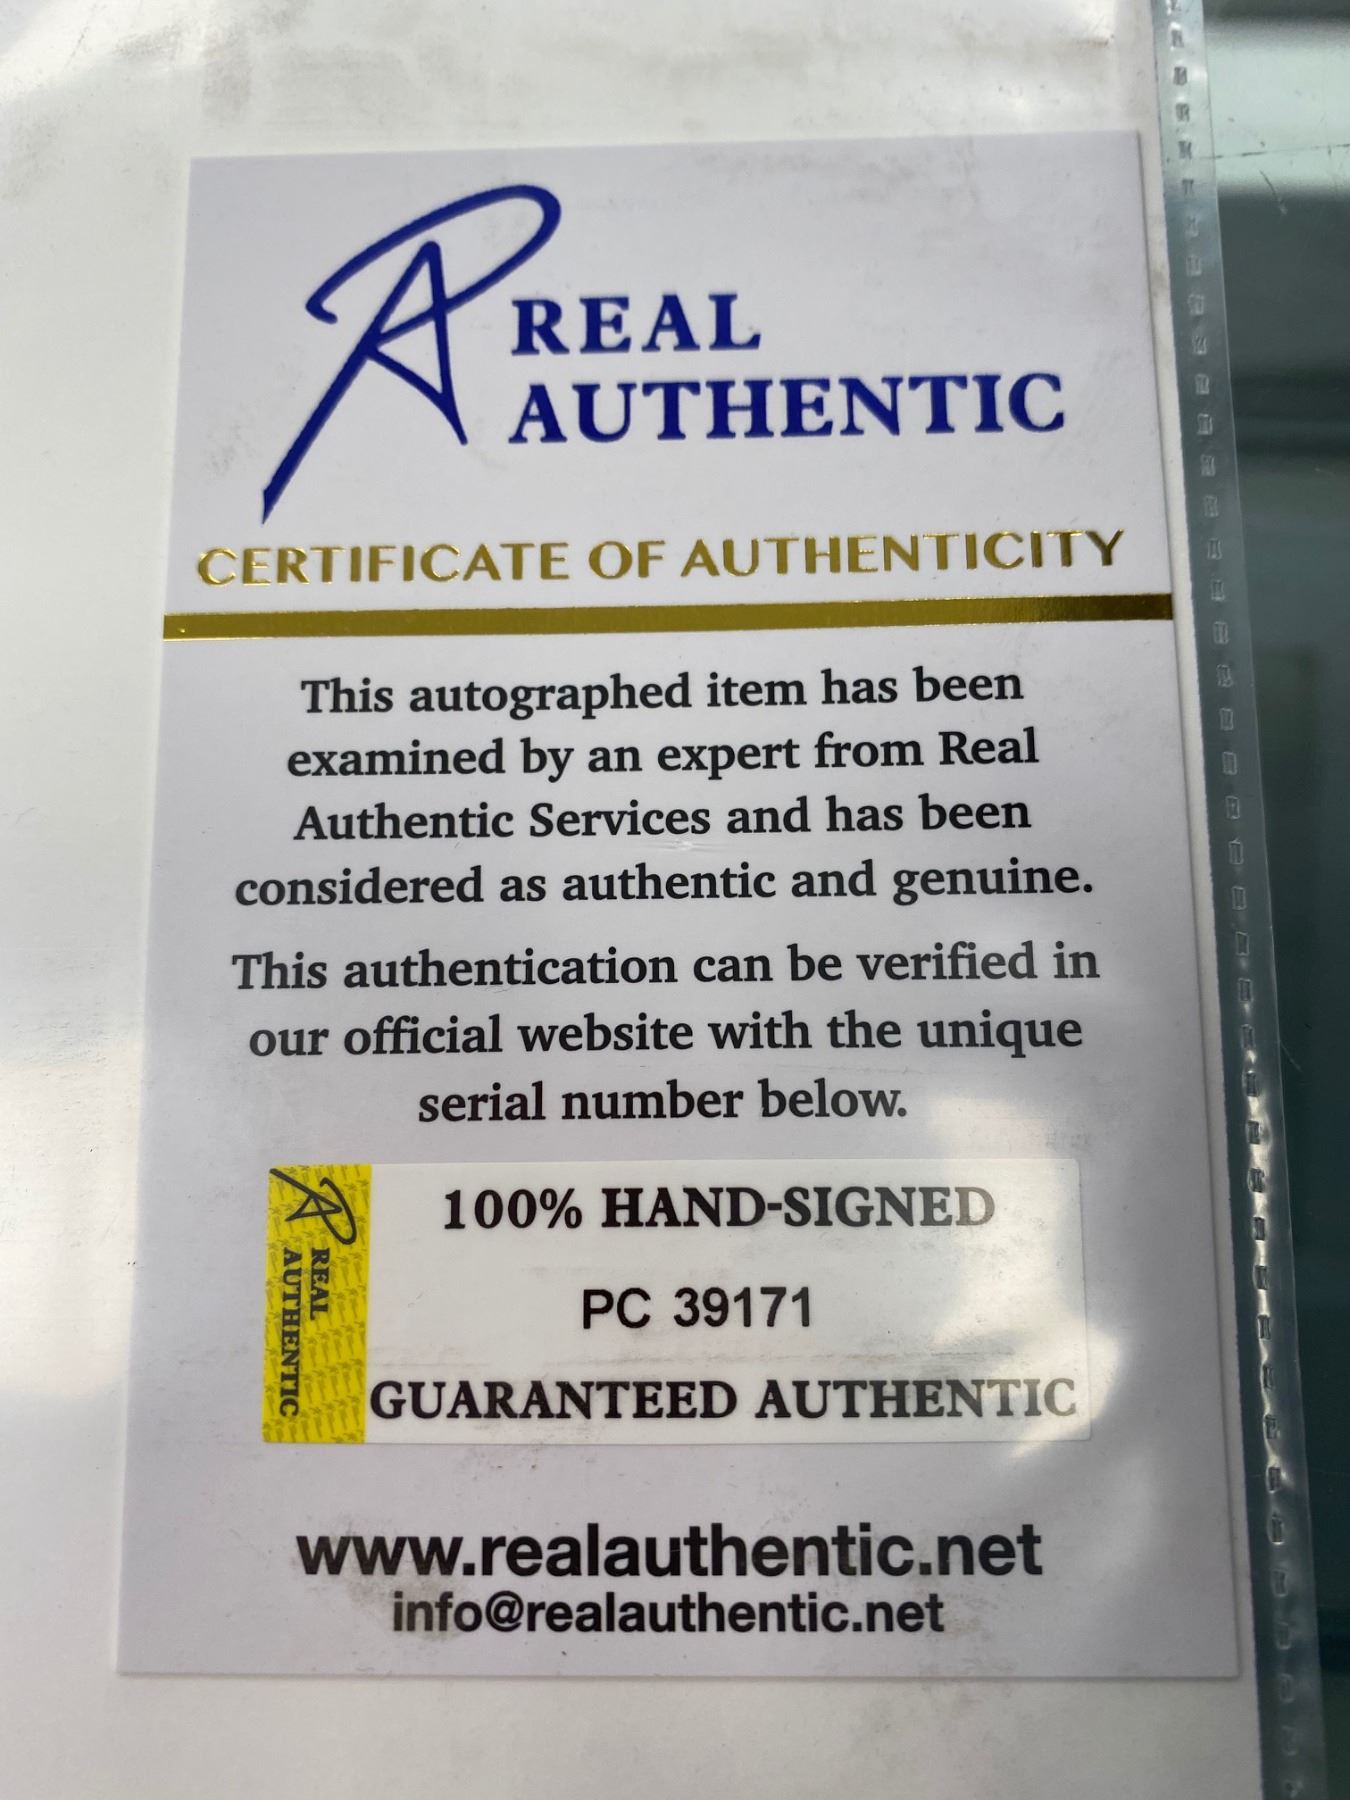 REAL
AUTHENTIC
CERTIFICATE OF AUTHENTICITY
This autographed item has been
examined by an expert from Real
Authentic Services and has been
considered as authentic and genuine.
This authentication can be verified in
our official website with the unique
serial number below.
REAL
AUTHENTIC
100% HAND-SIGNED
PC 39171
GUARANTEED AUTHENTIC
www.realauthentic.net
info@realauthentic.net